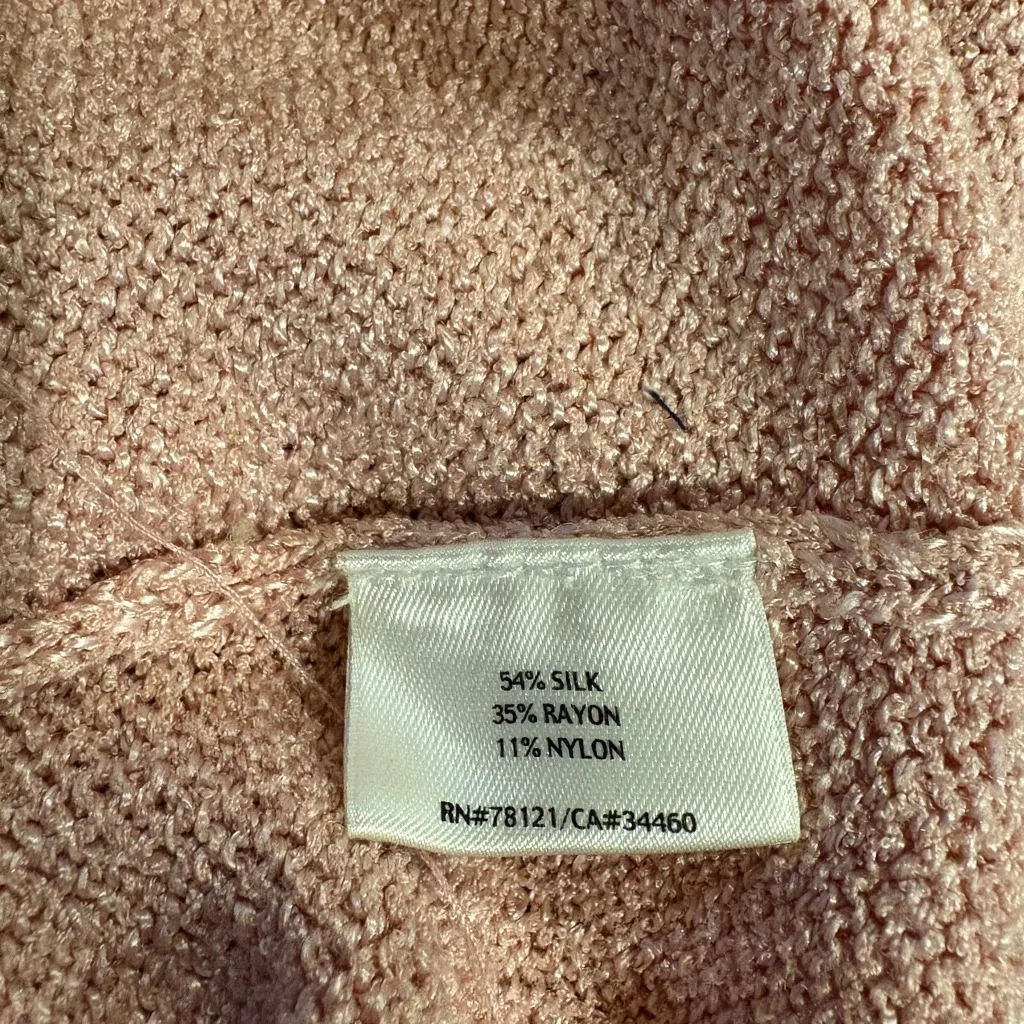 54% SILK
35% RAYON
11% NYLON
RN#78121/CA#34460